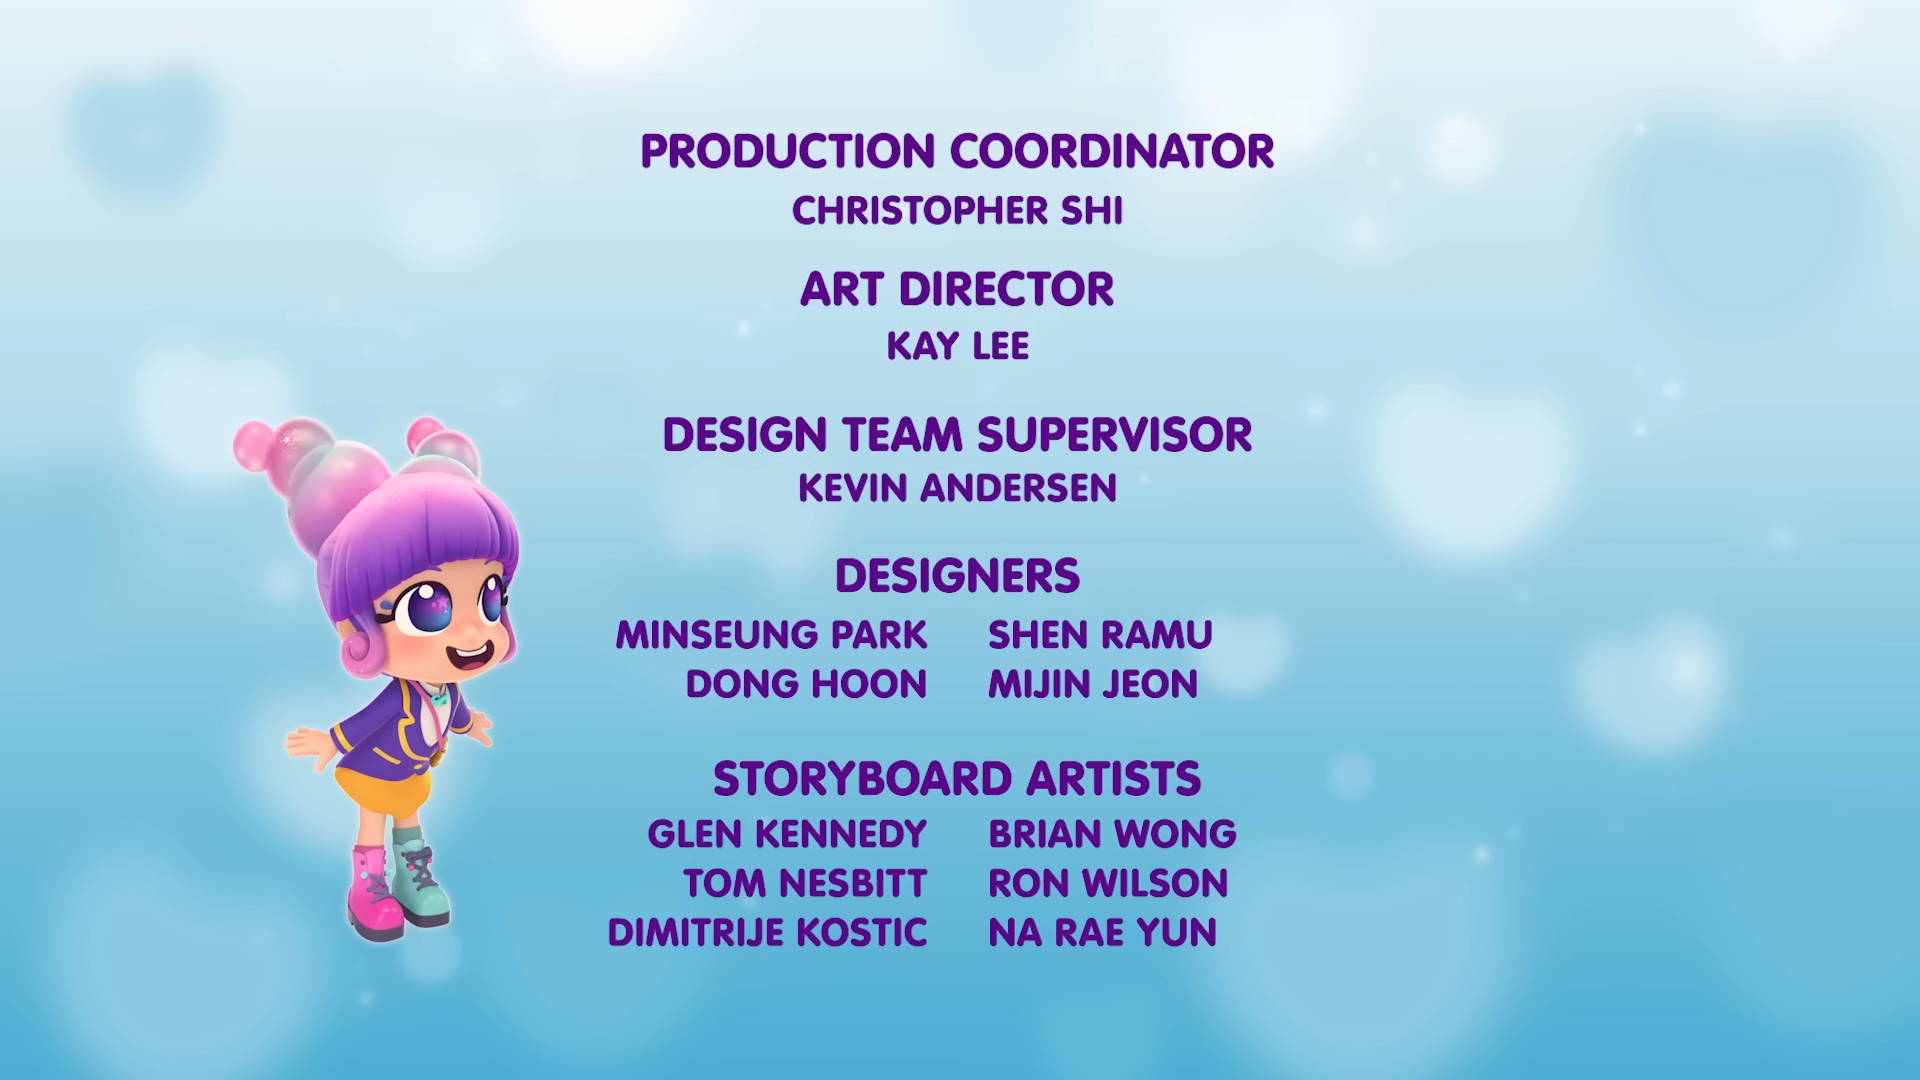 PRODUCTION COORDINATOR
CHRISTOPHER SHI
ART DIRECTOR
KAY LEE
DESIGN TEAM SUPERVISOR
KEVIN ANDERSEN
DESIGNERS
MINSEUNG PARK SHEN RAMU
DONG HOON MIJIN JEON
STORYBOARD ARTISTS
GLEN KENNEDY BRIAN WONG
TOM NESBITT RON WILSON
DIMITRIJE KOSTIC NA RAE YUN